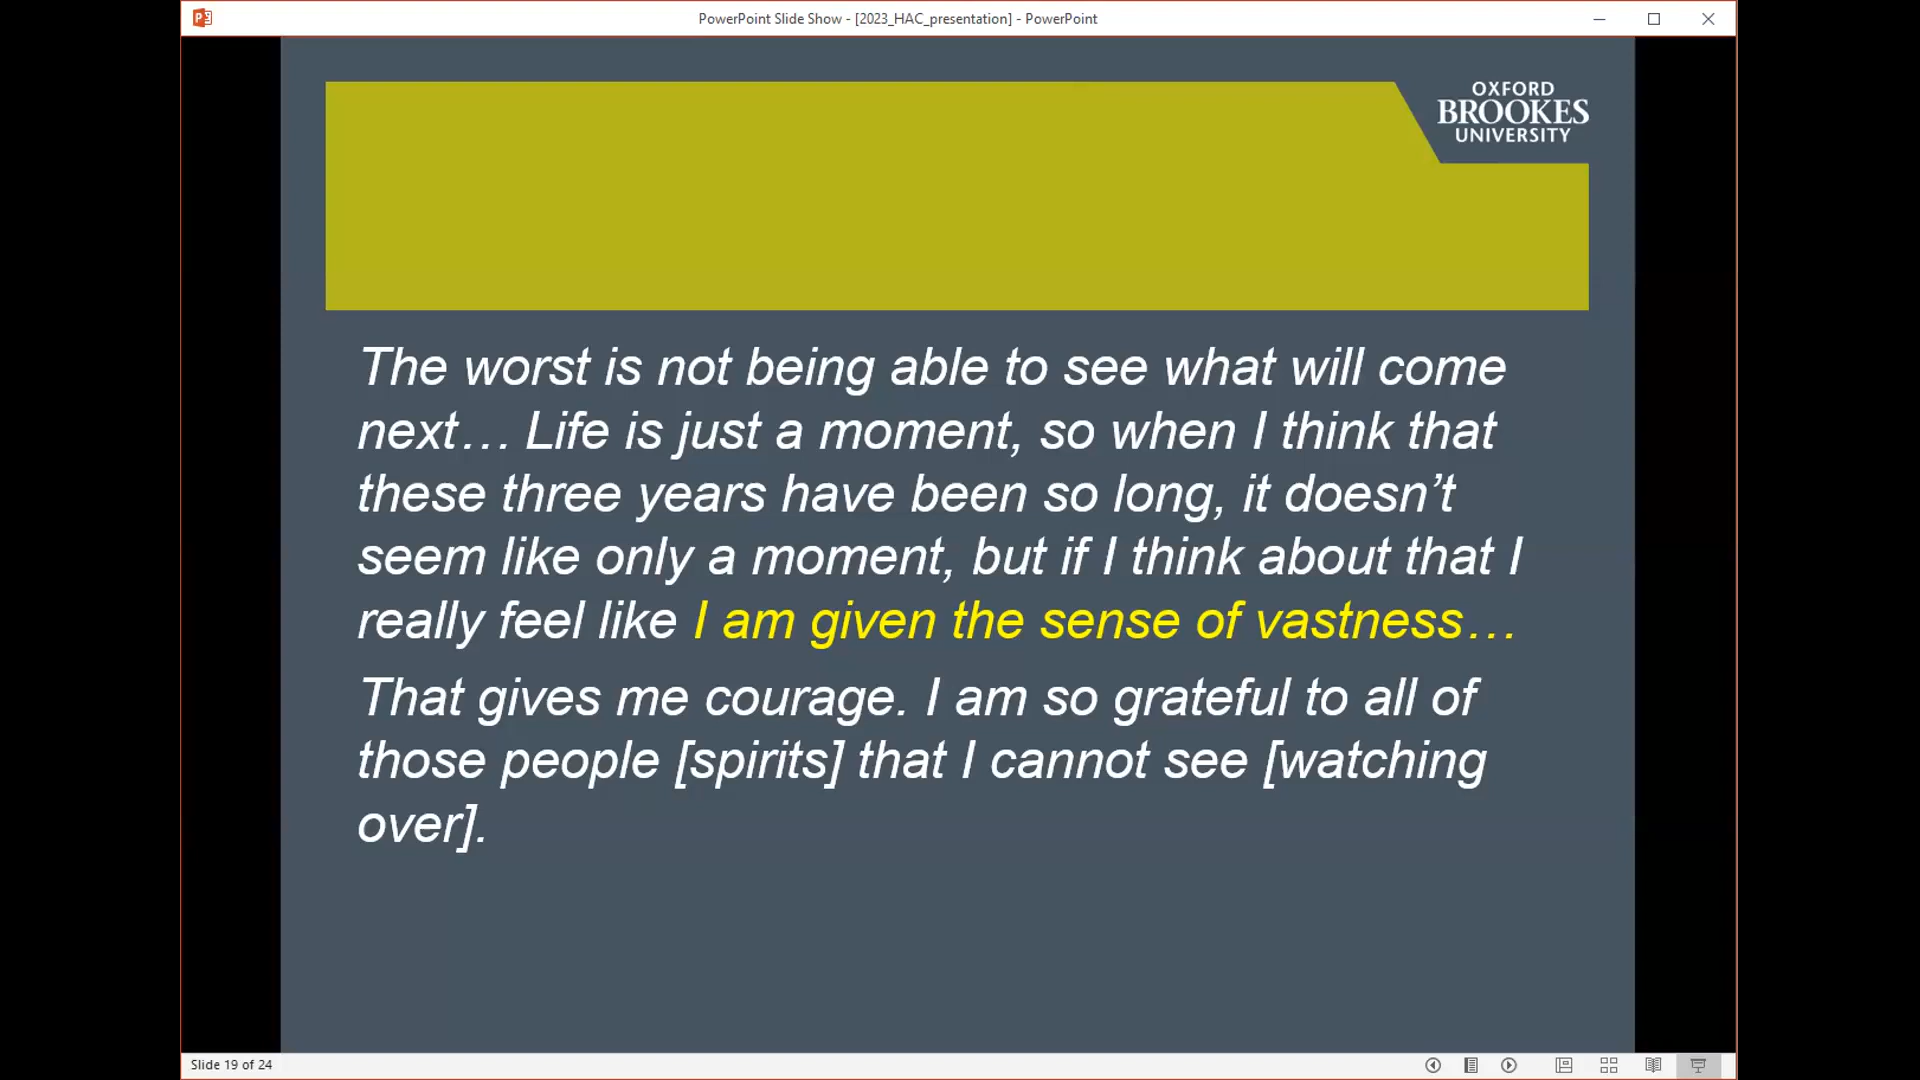 PowerPoint Slide Show - [2023_HAC_presentation] - PowerPoint
OXFORD
BROOKES
UNIVERSITY
The worst is not being able to see what will come
next… Life is just a moment, so when I think that
these three years have been so long, it doesn’t
seem like only a moment, but if I think about that I
really feel like I am given the sense of vastness…
That gives me courage. I am so grateful to all of
those people [spirits] that I cannot see [watching
over].
Slide 19 of 24